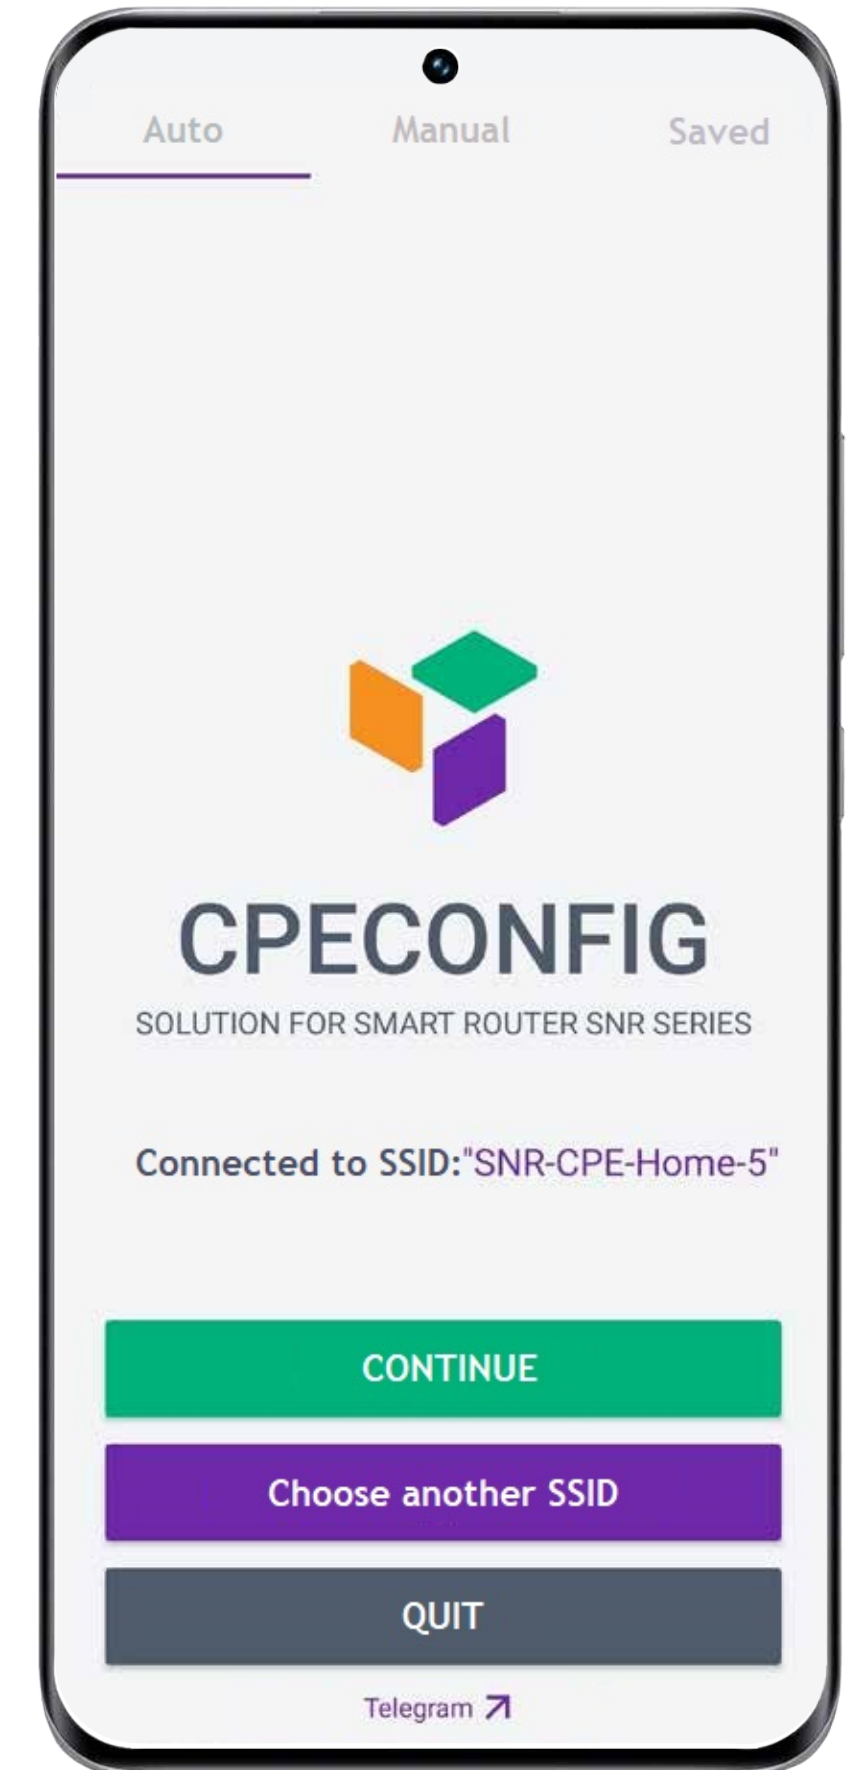 Auto Manual Saved
CPECONFIG
SOLUTION FOR SMART ROUTER SNR SERIES
Connected to SSID:"SNR-CPE-Home-5"
CONTINUE
Choose another SSID
QUIT
Telegram